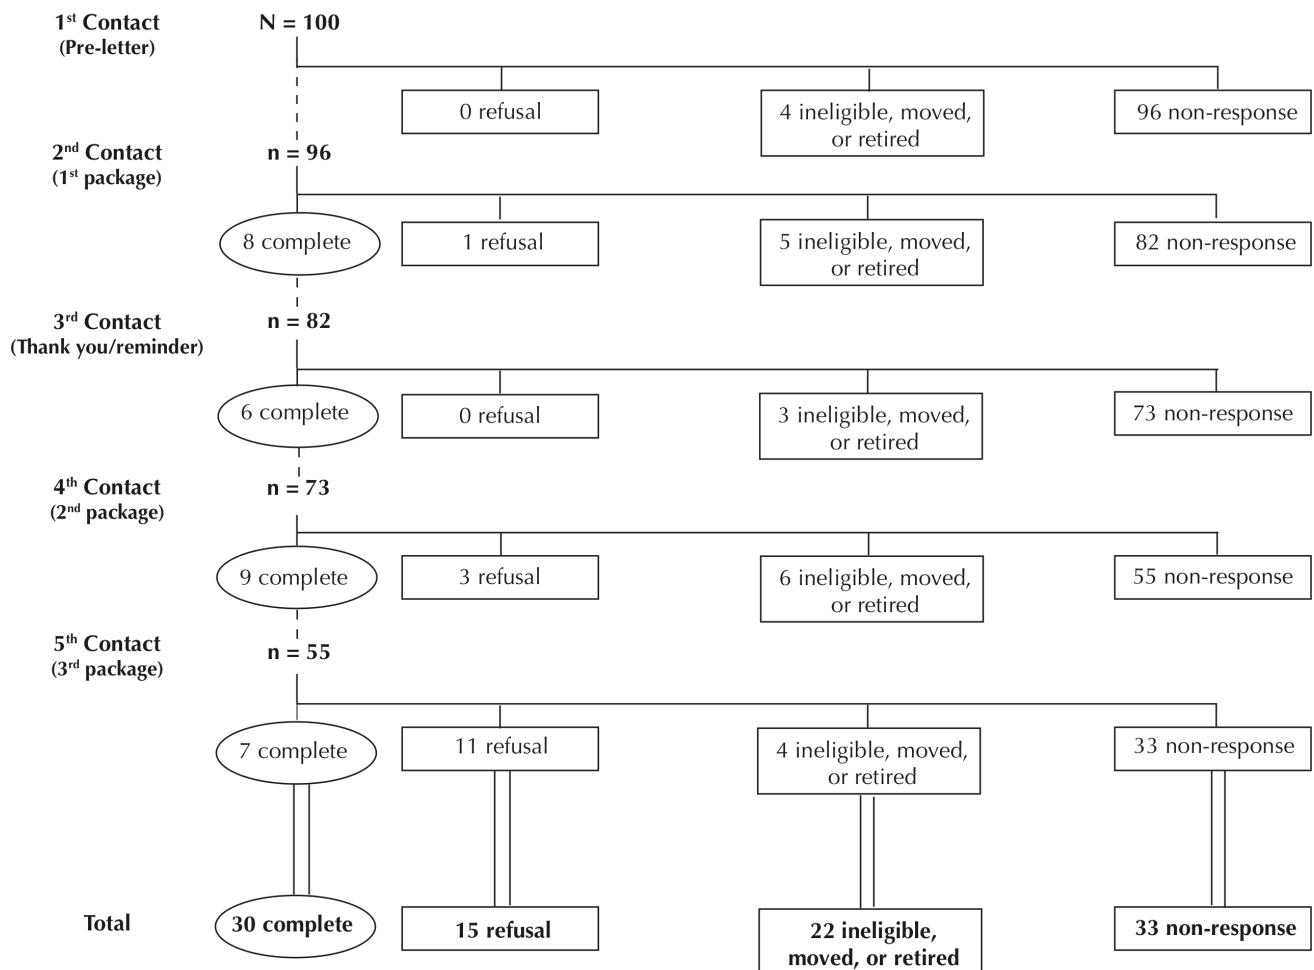 1st Contact
(Pre-letter)
N = 100
0 refusal
4 ineligible, moved,
or retired
96 non-response
2nd Contact
(1st package)
n = 96
8 complete
1 refusal
5 ineligible, moved,
or retired
82 non-response
3rd Contact
(Thank you/reminder)
n = 82
6 complete
0 refusal
3 ineligible, moved,
or retired
73 non-response
4th Contact
(2nd package)
n = 73
9 complete
3 refusal
6 ineligible, moved,
or retired
55 non-response
5th Contact
(3rd package)
n = 55
7 complete
11 refusal
4 ineligible, moved,
or retired
33 non-response
Total
30 complete
15 refusal
22 ineligible,
moved, or retired
33 non-response